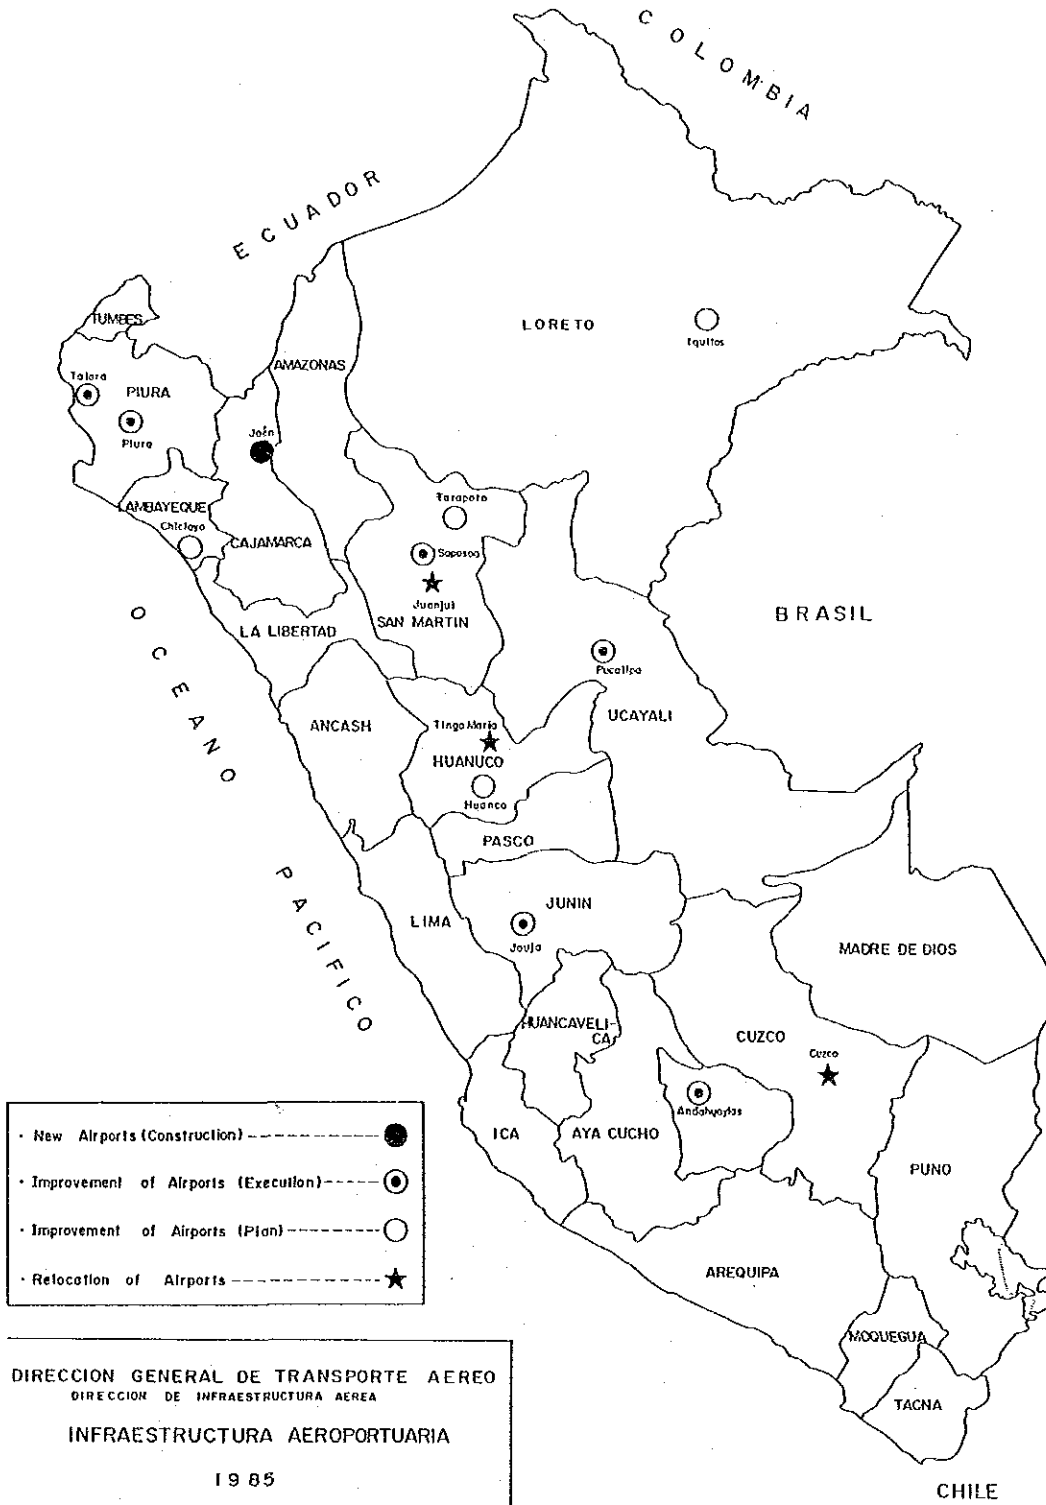 COLOMBIA
ECUADOR
TUMBES
LORETO
Iquitos
AMAZONAS
Talara
PIURA
Piura
Jaén
LAMBAYEQUE
Chiclayo
CAJAMARCA
Tarapoto
Saposoa
Juanjui
SAN MARTIN
BRASIL
LA LIBERTAD
OCEANO PACIFICO
Pucallpa
UCAYALI
ANCASH
Tingo Maria
HUANUCO
Huanco
PASCO
JUNIN
LIMA
Jauja
MADRE DE DIOS
HUANCAVELI-
CA
CUZCO
Cuzco
Andahuaylas
ICA
AYA CUCHO
PUNO
AREQUIPA
MOQUEGUA
TACNA
CHILE
· New Airports (Construction)
· Improvement of Airports (Execution)
· Improvement of Airports (Plan)
· Relocation of Airports
DIRECCION GENERAL DE TRANSPORTE AEREO
DIRECCION DE INFRAESTRUCTURA AEREA
INFRAESTRUCTURA AEROPORTUARIA
1985